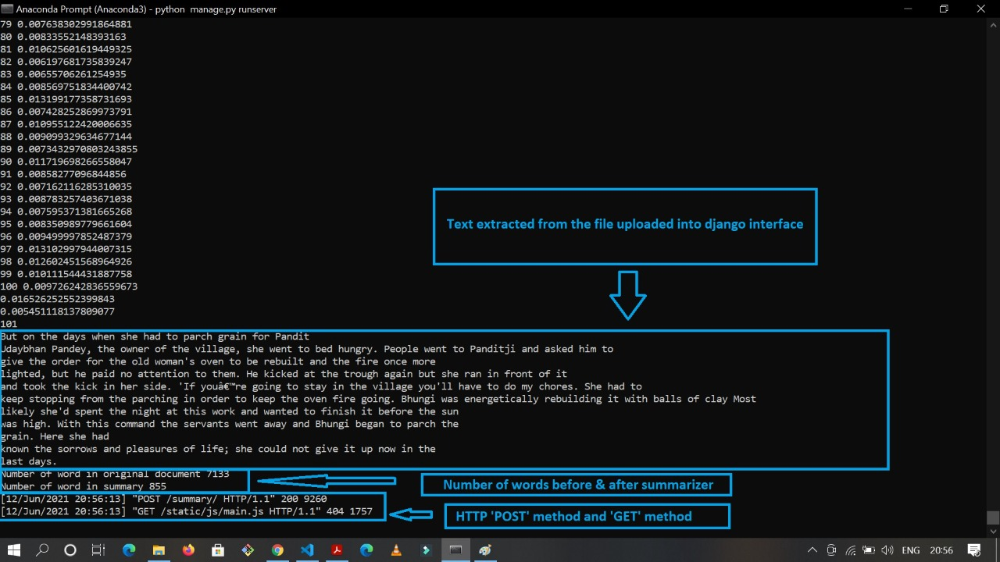 Anaconda Prompt (Anaconda3) - python  manage.py runserver
79 0.007638302991864881
80 0.00833552148393163
81 0.010625601619449325
82 0.006197681735839247
83 0.00655706261254935
84 0.008569751834400742
85 0.013199177358731693
86 0.007428252869973791
87 0.010955122420006635
88 0.009099329634677144
89 0.0073432970803243855
90 0.011719698266558047
91 0.00858277096844856
92 0.007162116285310035
93 0.008783257403671038
94 0.007595371381665268
95 0.008350989779661604
96 0.009499997852487379
97 0.013102997944007315
98 0.012602451568964926
99 0.010111544431887758
100 0.009726242836559673
0.016526252552399843
0.005451118137809077
101
Text extracted from the file uploaded into django interface
But on the days when she had to parch grain for Pandit
Udaybhan Pandey, the owner of the village, she went to bed hungry. People went to Panditji and asked him to
give the order for the old woman's oven to be rebuilt and the fire once more
lighted, but he paid no attention to them. He kicked at the trough again but she ran in front of it
and took the kick in her side. 'If youâ€™re going to stay in the village you'll have to do my chores. She had to
keep stopping from the parching in order to keep the oven fire going. Bhungi was energetically rebuilding it with balls of clay Most
likely she'd spent the night at this work and wanted to finish it before the sun
was high. With this command the servants went away and Bhungi began to parch the
grain. Here she had
known the sorrows and pleasures of life; she could not give it up now in the
last days.
Number of word in original document 7133
Number of word in summary 855
Number of words before & after summarizer
[12/Jun/2021 20:56:13] "POST /summary/ HTTP/1.1" 200 9260
[12/Jun/2021 20:56:13] "GET /static/js/main.js HTTP/1.1" 404 1757
HTTP 'POST' method and 'GET' method
ENG 20:56